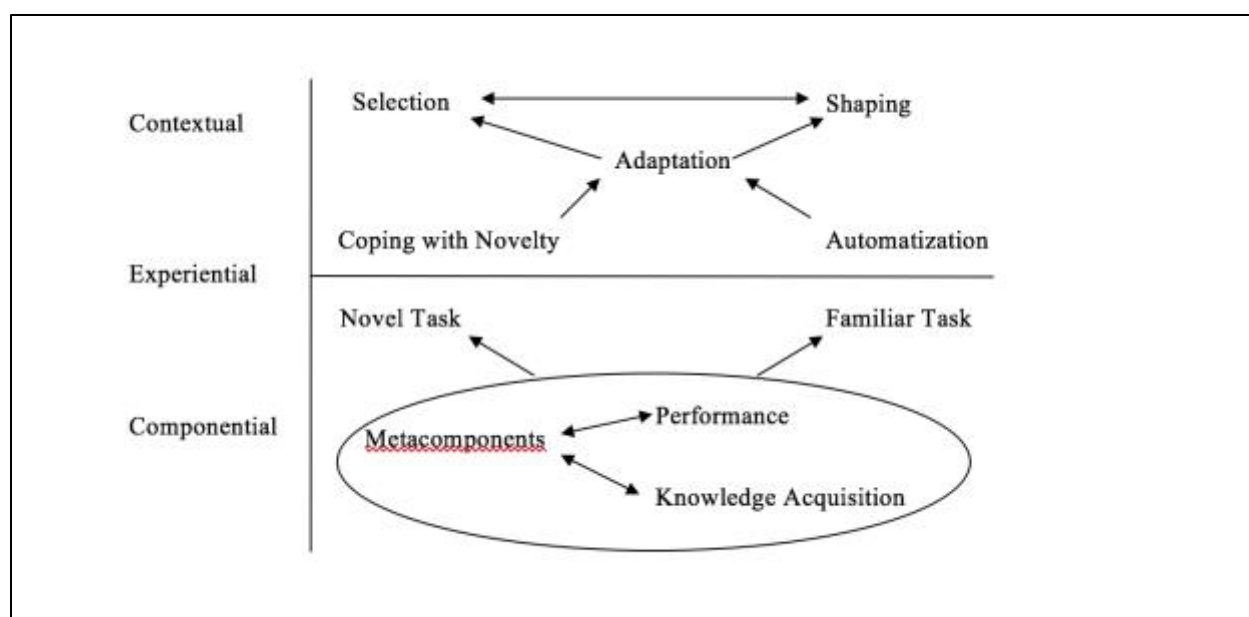 Contextual
Selection
Shaping
Adaptation
Coping with Novelty
Automatization
Experiential
Novel Task
Familiar Task
Componential
Performance
Metacomponents
Knowledge Acquisition